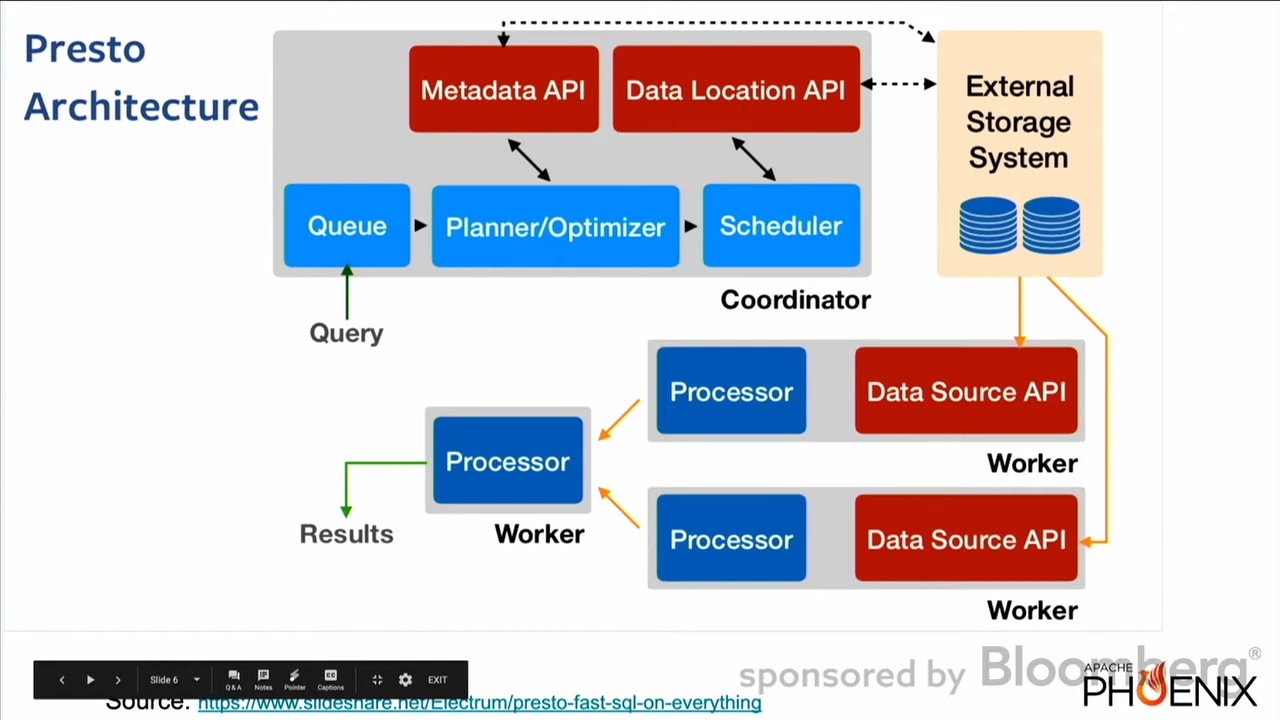 Presto
Architecture
Metadata API
Data Location API
External
Storage
System
Queue
Planner/Optimizer
Scheduler
Coordinator
Query
Processor
Data Source API
Worker
Processor
Worker
Results
Processor
Data Source API
Worker
sponsored by Bloomberg®
APACHE
PHOENIX
Slide 6
Q&A
Notes
Pointer
Captions
EXIT
Source: https://www.slideshare.net/Electrum/presto-fast-sql-on-everything